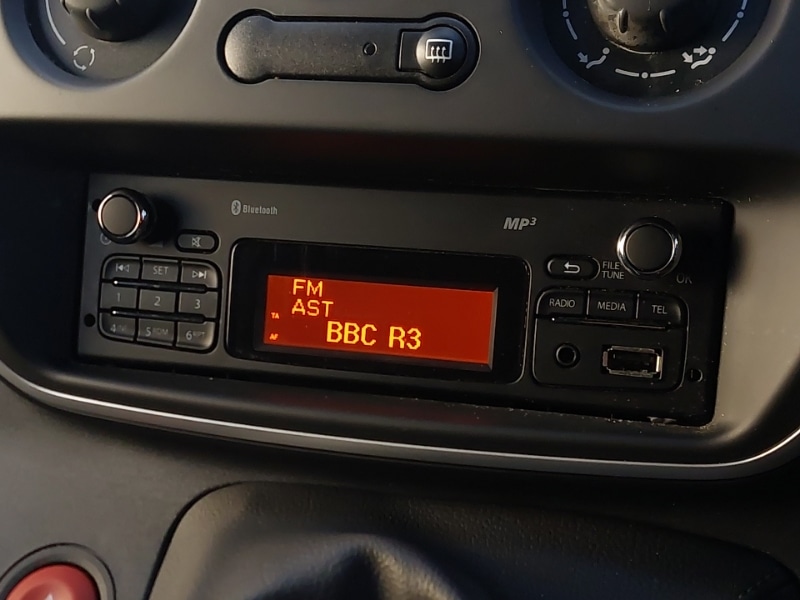 Bluetooth
MP3
SET
1 2 3
4 5 6
FM
AST
TA
AF
BBC R3
FILE
TUNE
OK
RADIO MEDIA TEL